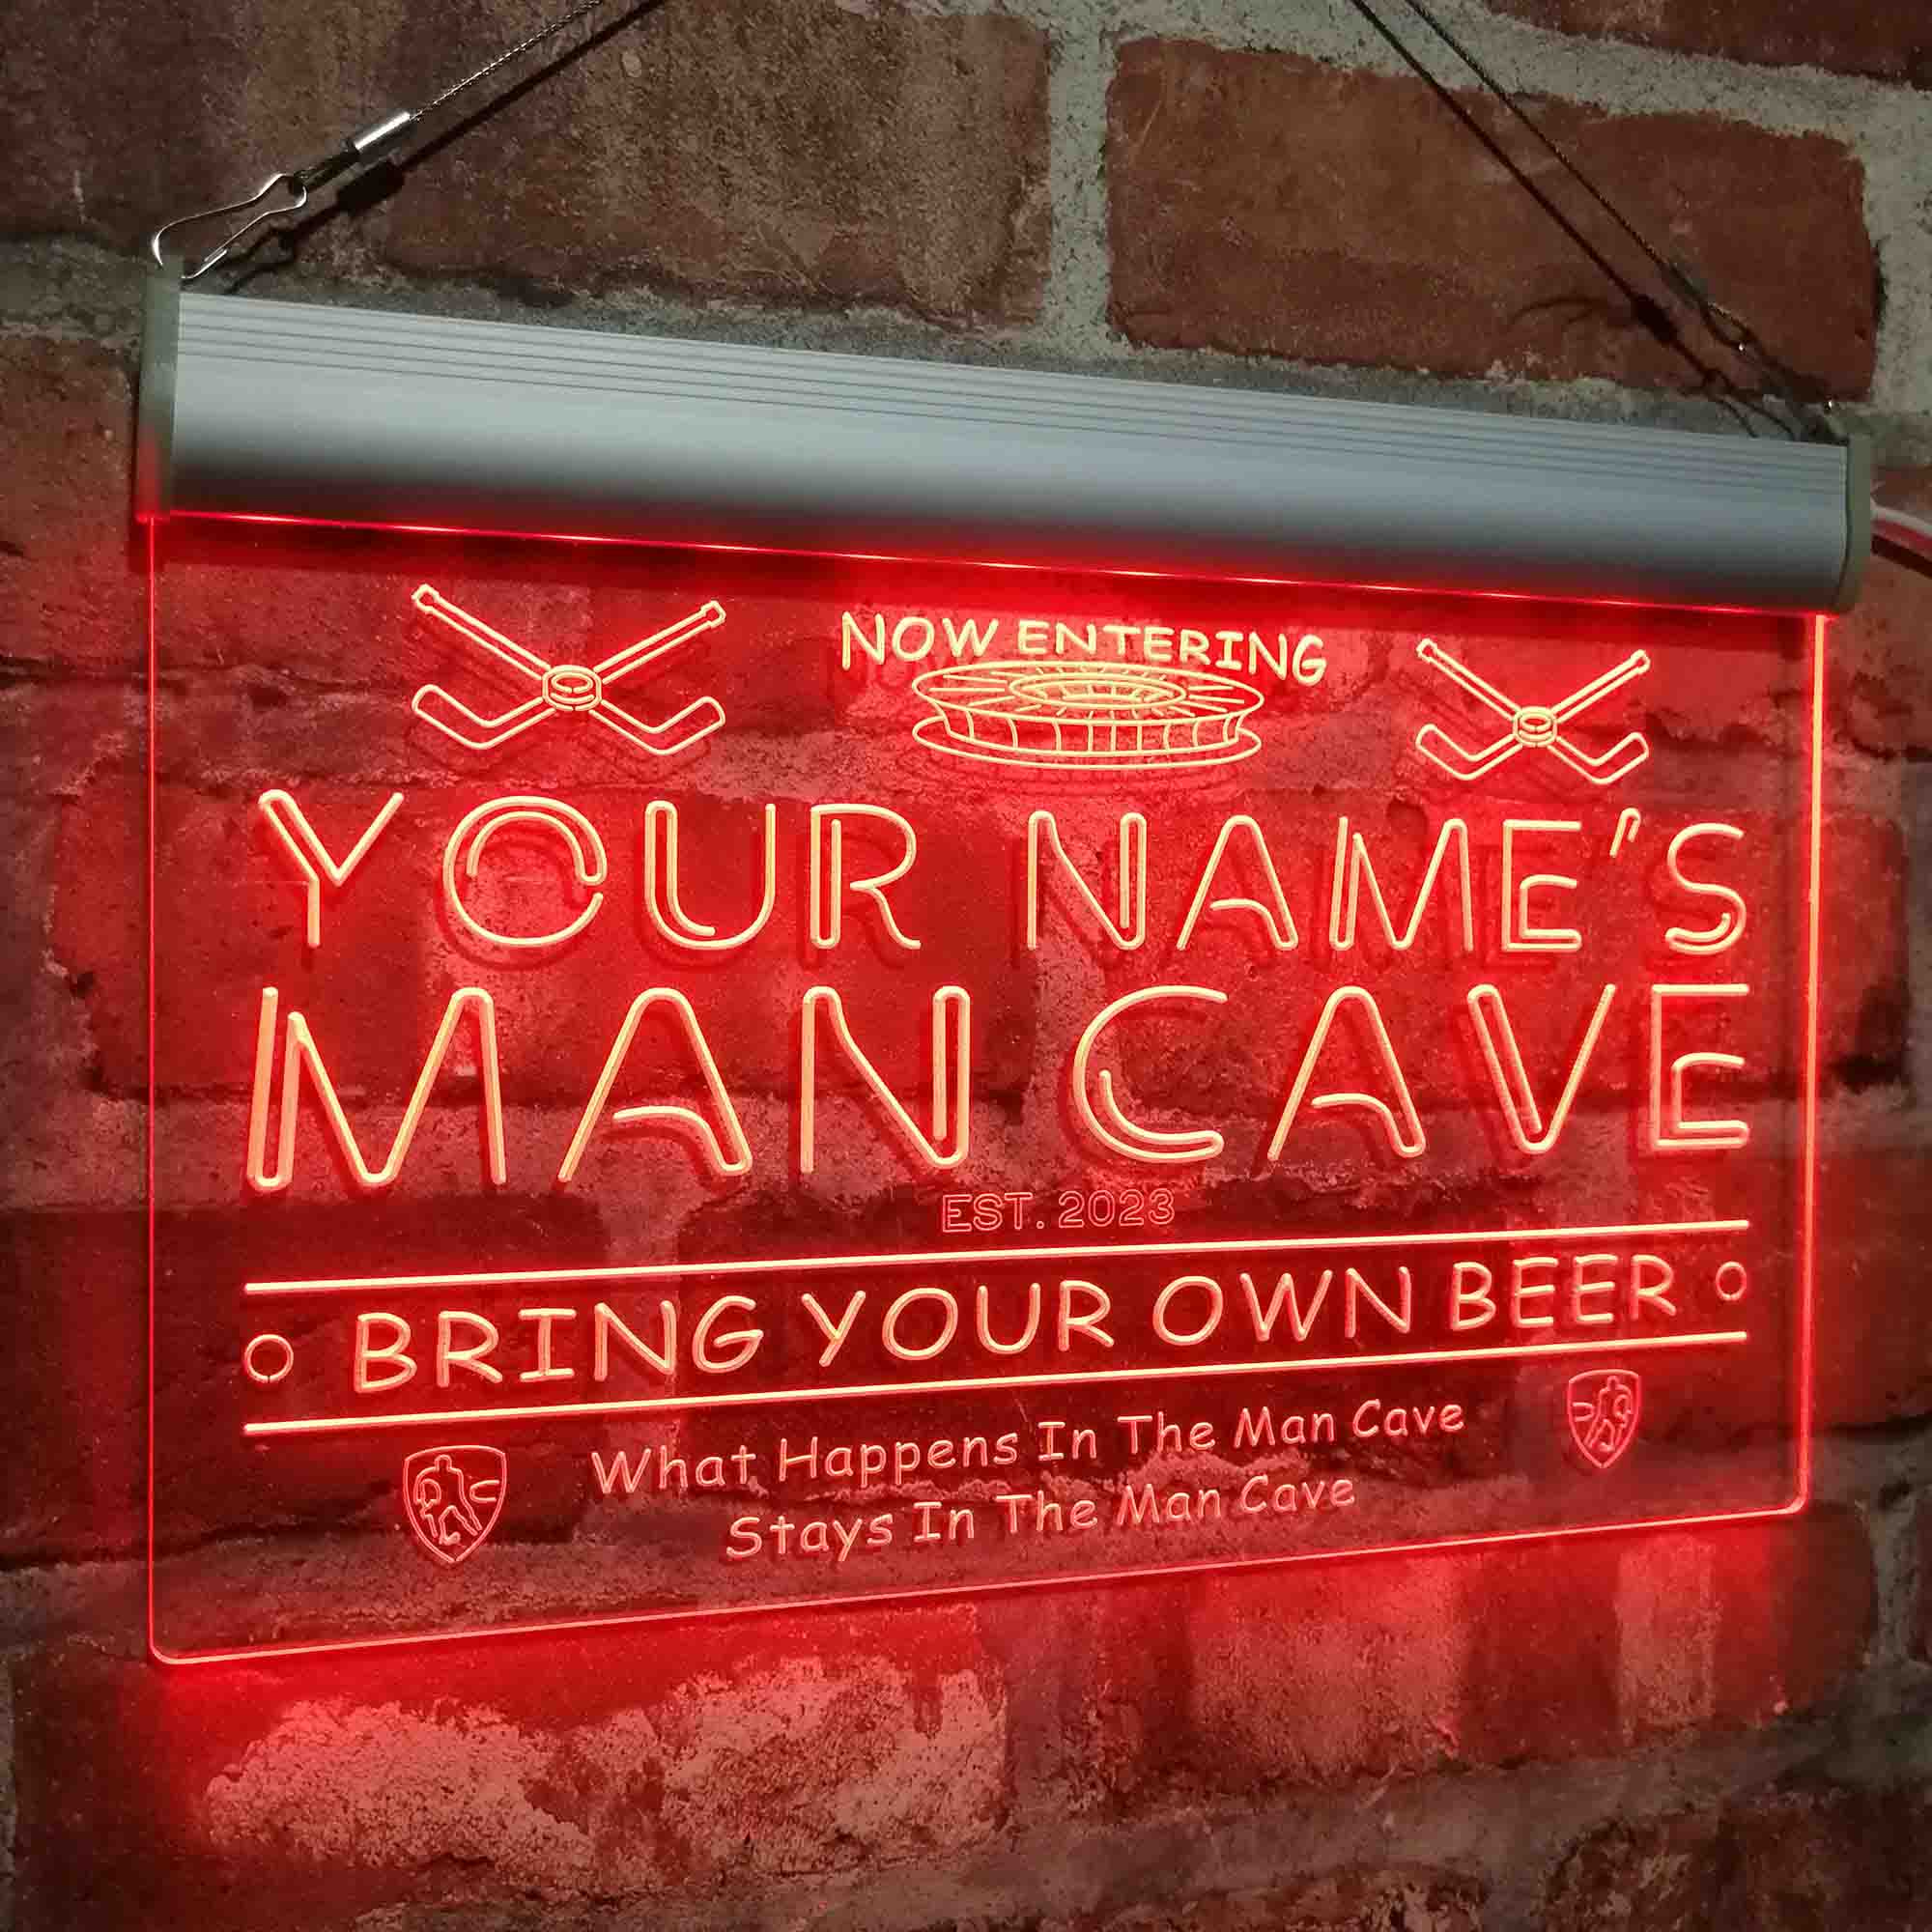 NOW ENTERING
YOUR NAME'S
MAN CAVE
EST. 2023
BRING YOUR OWN BEER
What Happens In The Man Cave
Stays In The Man Cave